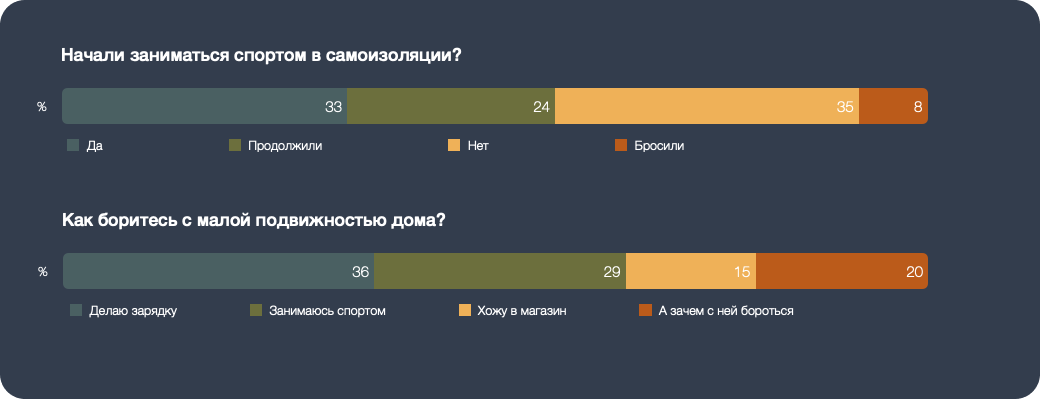 Начали заниматься спортом в самоизоляции?
% 33 24 35 8
Да Продолжили Нет Бросили
Как боритесь с малой подвижностью дома?
% 36 29 15 20
Делаю зарядку Занимаюсь спортом Хожу в магазин А зачем с ней бороться